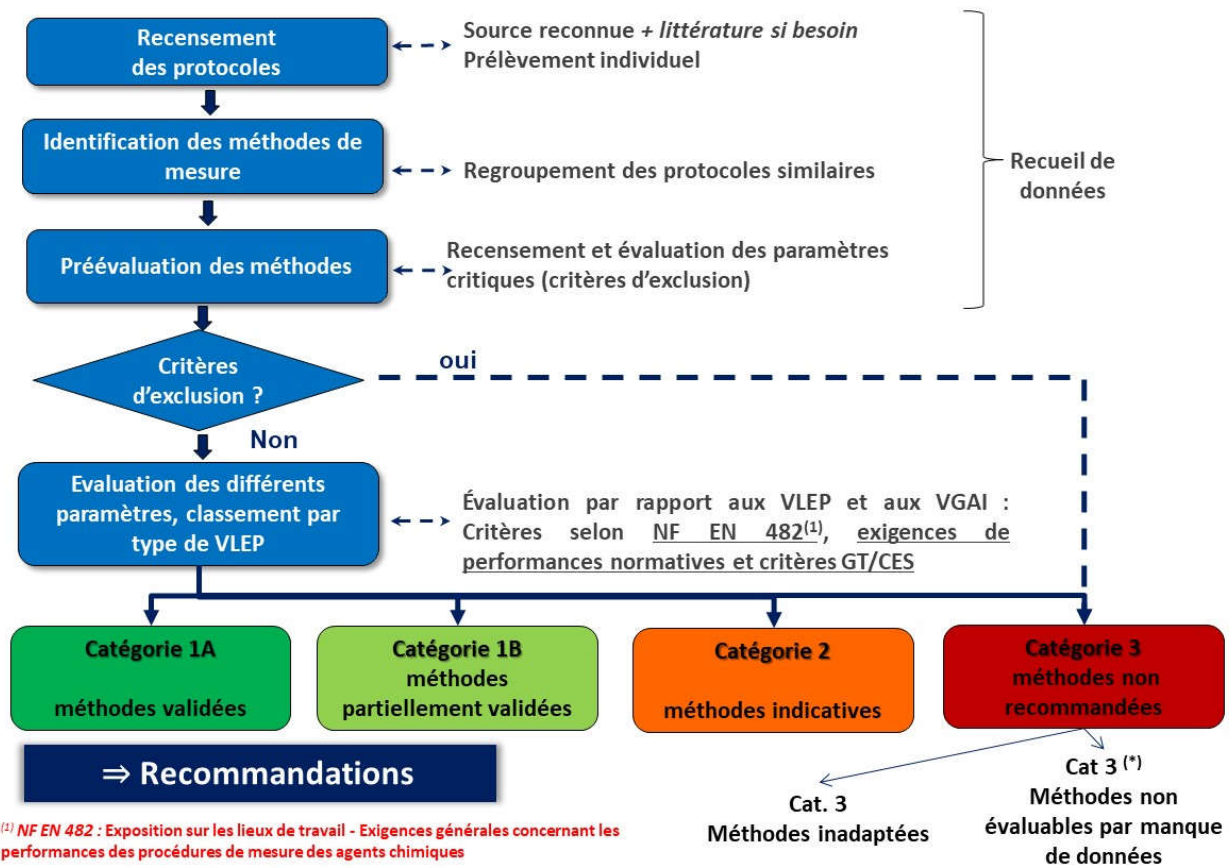 Recensement
des protocoles
Source reconnue + littérature si besoin
Prélèvement individuel
Identification des méthodes de
mesure
Regroupement des protocoles similaires
Recueil de
données
Préévaluation des méthodes
Recensement et évaluation des paramètres
critiques (critères d’exclusion)
Critères
d’exclusion ?
oui
Non
Evaluation des différents
paramètres, classement par
type de VLEP
Évaluation par rapport aux VLEP et aux VGAI :
Critères selon NF EN 482(1), exigences de
performances normatives et critères GT/CES
Catégorie 1A
méthodes validées
Catégorie 1B
méthodes
partiellement validées
Catégorie 2
méthodes indicatives
Catégorie 3
méthodes non
recommandées
⇒ Recommandations
Cat. 3
Méthodes inadaptées
Cat 3 (*)
Méthodes non
évaluables par manque
de données
(1) NF EN 482 : Exposition sur les lieux de travail - Exigences générales concernant les
performances des procédures de mesure des agents chimiques